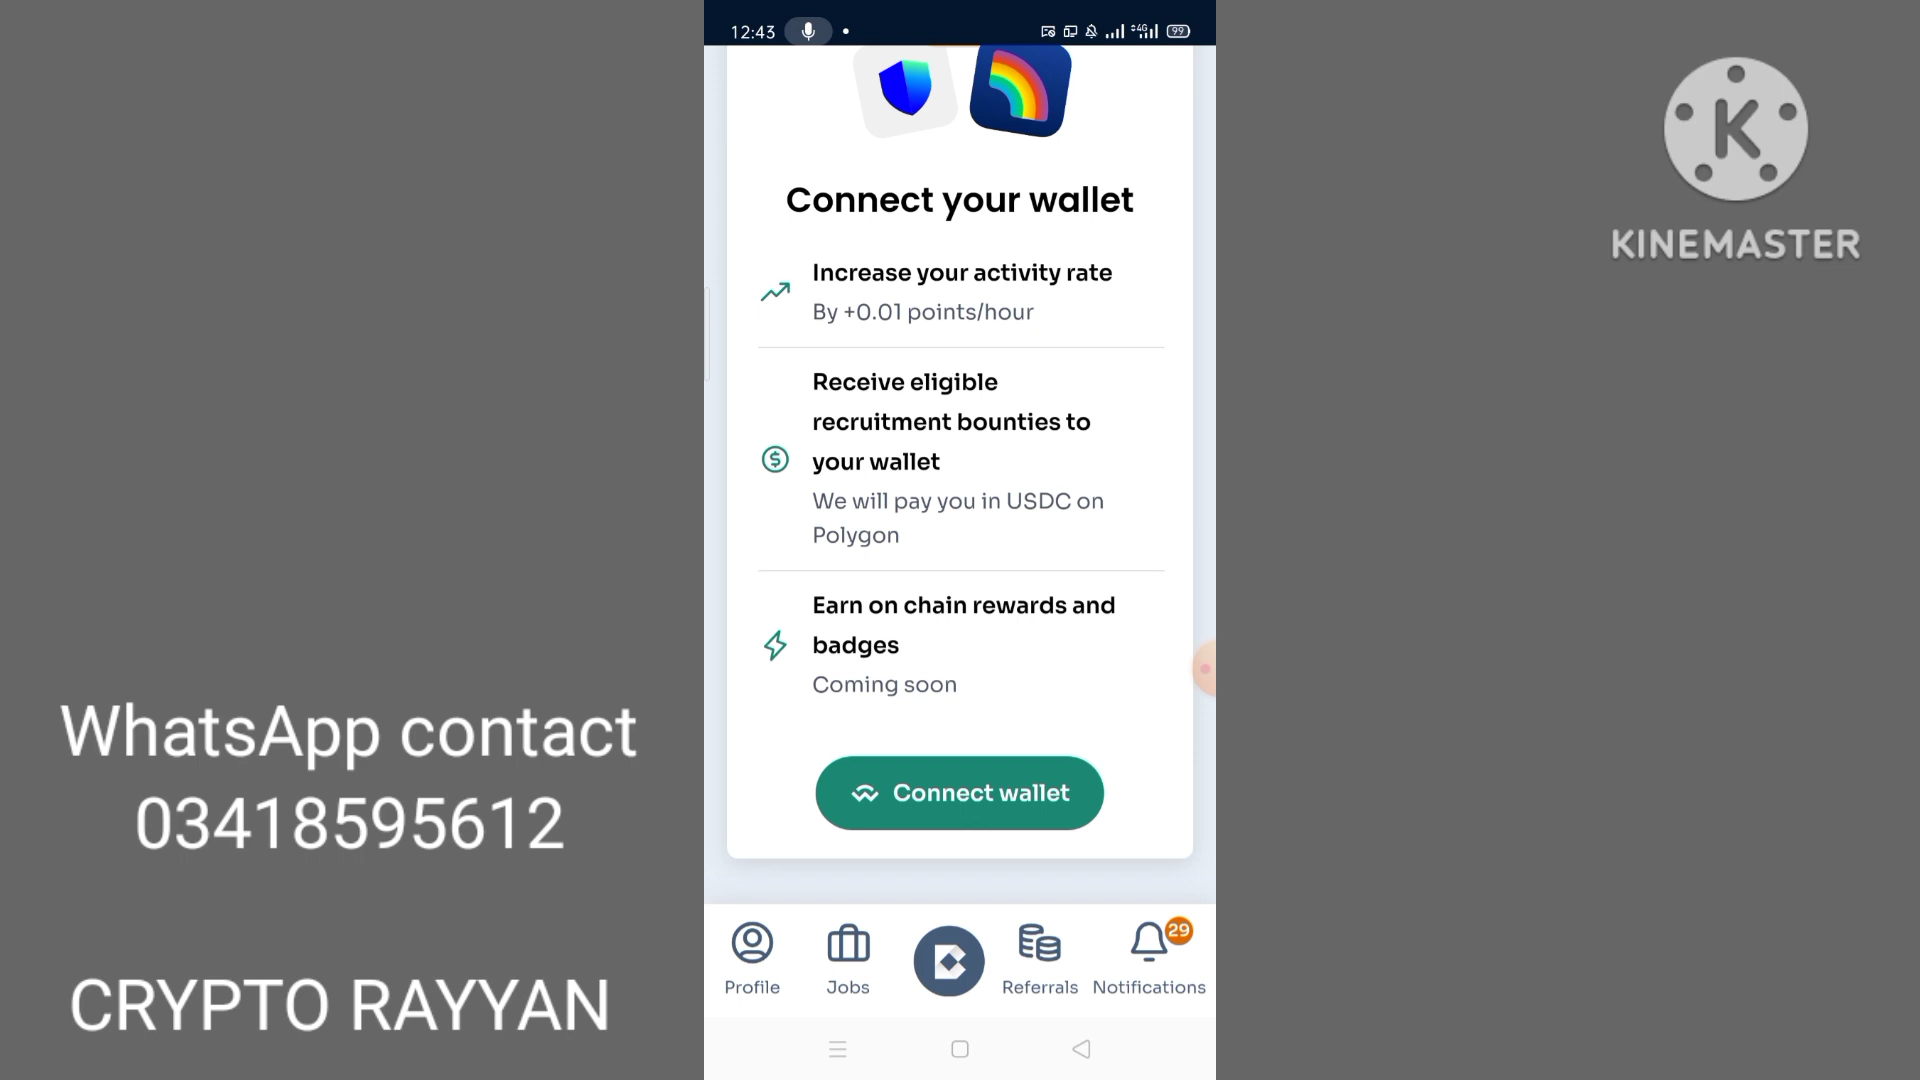 12:43
4G
99
K
KINEMASTER
Connect your wallet
Increase your activity rate
By +0.01 points/hour
Receive eligible
recruitment bounties to
your wallet
We will pay you in USDC on
Polygon
Earn on chain rewards and
badges
Coming soon
Connect wallet
WhatsApp contact
03418595612
CRYPTO RAYYAN
29
Profile
Jobs
Referrals
Notifications